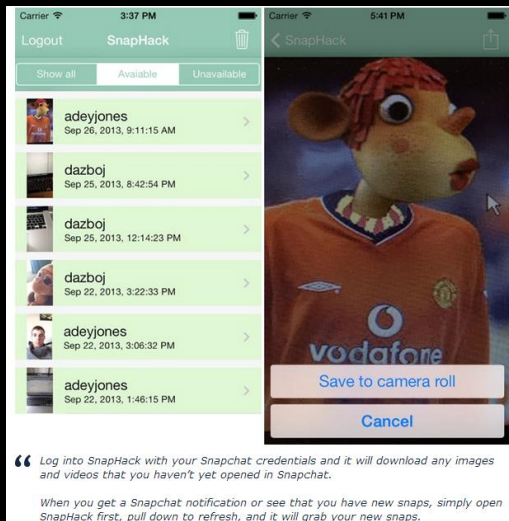 Carrier 3:37 PM
Logout SnapHack
Show all Avaiable Unavailable
adeyjones
Sep 26, 2013, 9:11:15 AM
dazboj
Sep 25, 2013, 8:42:54 PM
dazboj
Sep 25, 2013, 12:14:23 PM
dazboj
Sep 22, 2013, 3:22:33 PM
adeyjones
Sep 22, 2013, 3:06:32 PM
adeyjones
Sep 22, 2013, 1:46:15 PM
Carrier 5:41 PM
SnapHack
vodafone
Save to camera roll
Cancel
“ Log into SnapHack with your Snapchat credentials and it will download any images
and videos that you haven't yet opened in Snapchat.
When you get a Snapchat notification or see that you have new snaps, simply open
SnapHack first, pull down to refresh, and it will grab your new snaps.